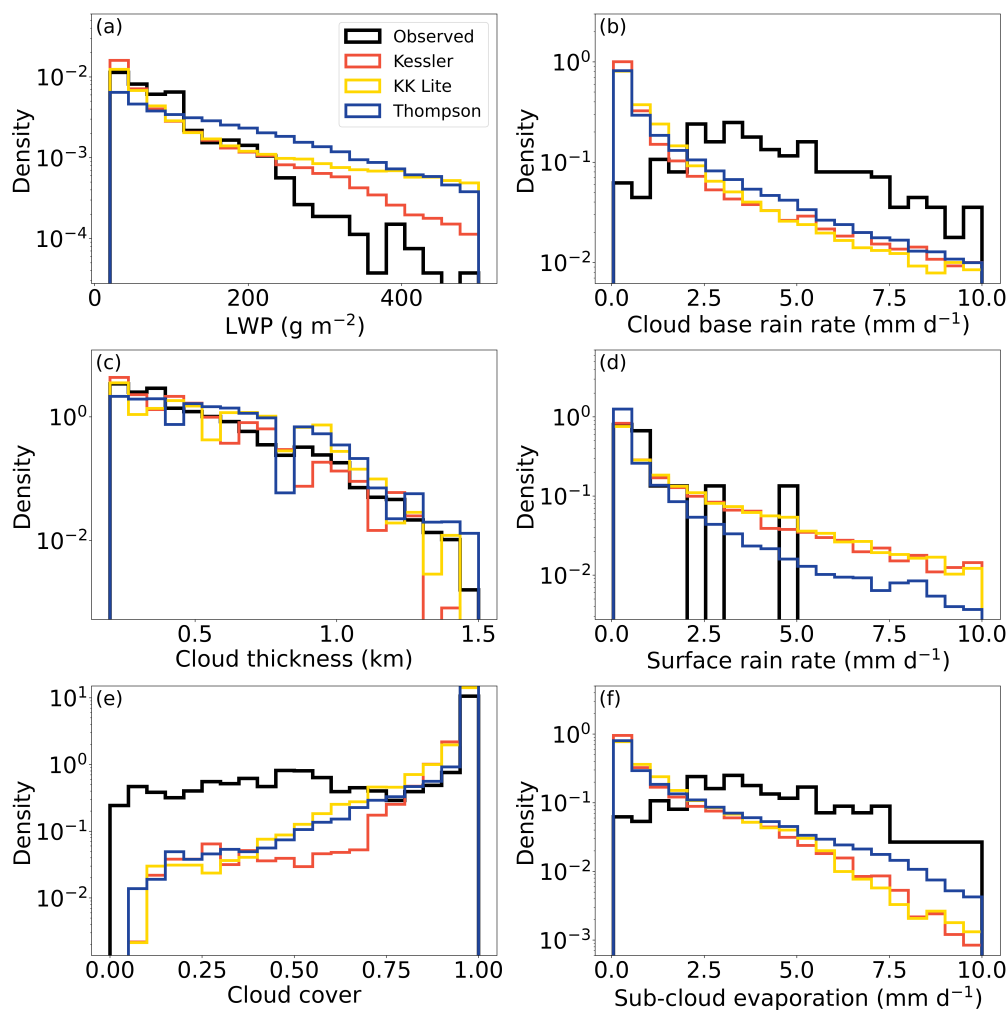 (a)
Observed
Kessler
KK Lite
Thompson
10⁻²
10⁻³
10⁻⁴
Density
0 200 400
LWP (g m⁻²)
(b)
10⁰
10⁻¹
10⁻²
Density
0.0 2.5 5.0 7.5 10.0
Cloud base rain rate (mm d⁻¹)
(c)
10⁰
10⁻²
Density
0.5 1.0 1.5
Cloud thickness (km)
(d)
10⁰
10⁻¹
10⁻²
Density
0.0 2.5 5.0 7.5 10.0
Surface rain rate (mm d⁻¹)
(e)
10¹
10⁰
10⁻¹
10⁻²
Density
0.00 0.25 0.50 0.75 1.00
Cloud cover
(f)
10⁰
10⁻¹
10⁻²
10⁻³
Density
0.0 2.5 5.0 7.5 10.0
Sub-cloud evaporation (mm d⁻¹)